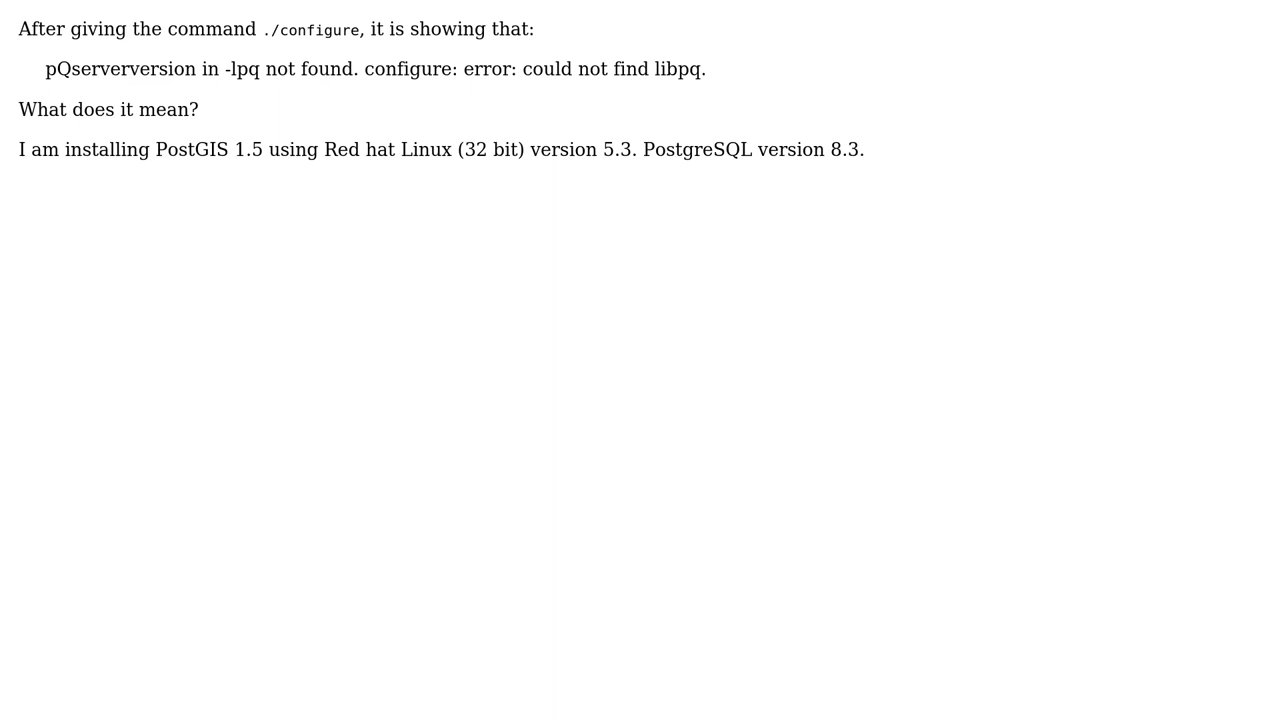 After giving the command ./configure, it is showing that:
pQserverversion in -lpq not found. configure: error: could not find libpq.
What does it mean?
I am installing PostGIS 1.5 using Red hat Linux (32 bit) version 5.3. PostgreSQL version 8.3.